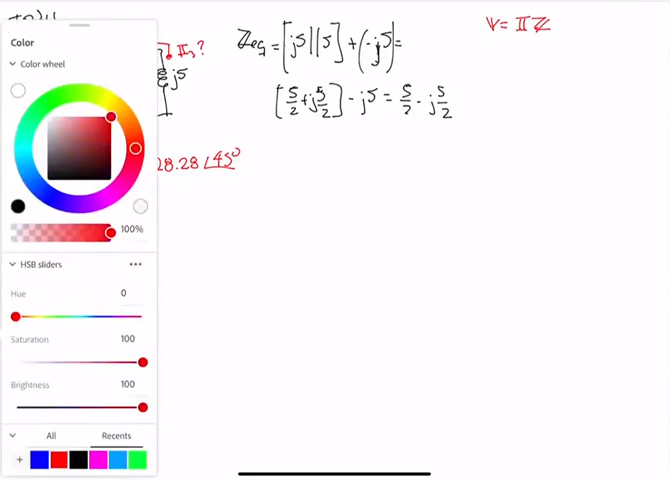 V = I Z
Zeq = [j5 || 5] + (-j5) =
I₃?
j5
[5/2 + j5/2] - j5 = 5/2 - j5/2
28.28 ∠45°
Color
Color wheel
100%
HSB sliders
Hue 0
Saturation 100
Brightness 100
All Recents